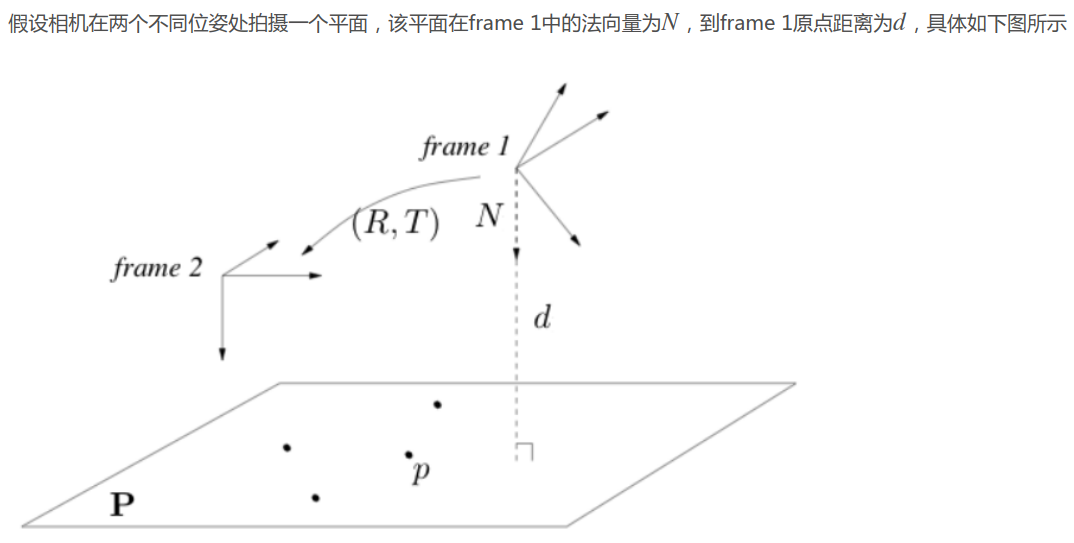 假设相机在两个不同位姿处拍摄一个平面，该平面在frame 1中的法向量为N，到frame 1原点距离为d，具体如下图所示
frame 1
(R, T)
N
frame 2
d
p
P